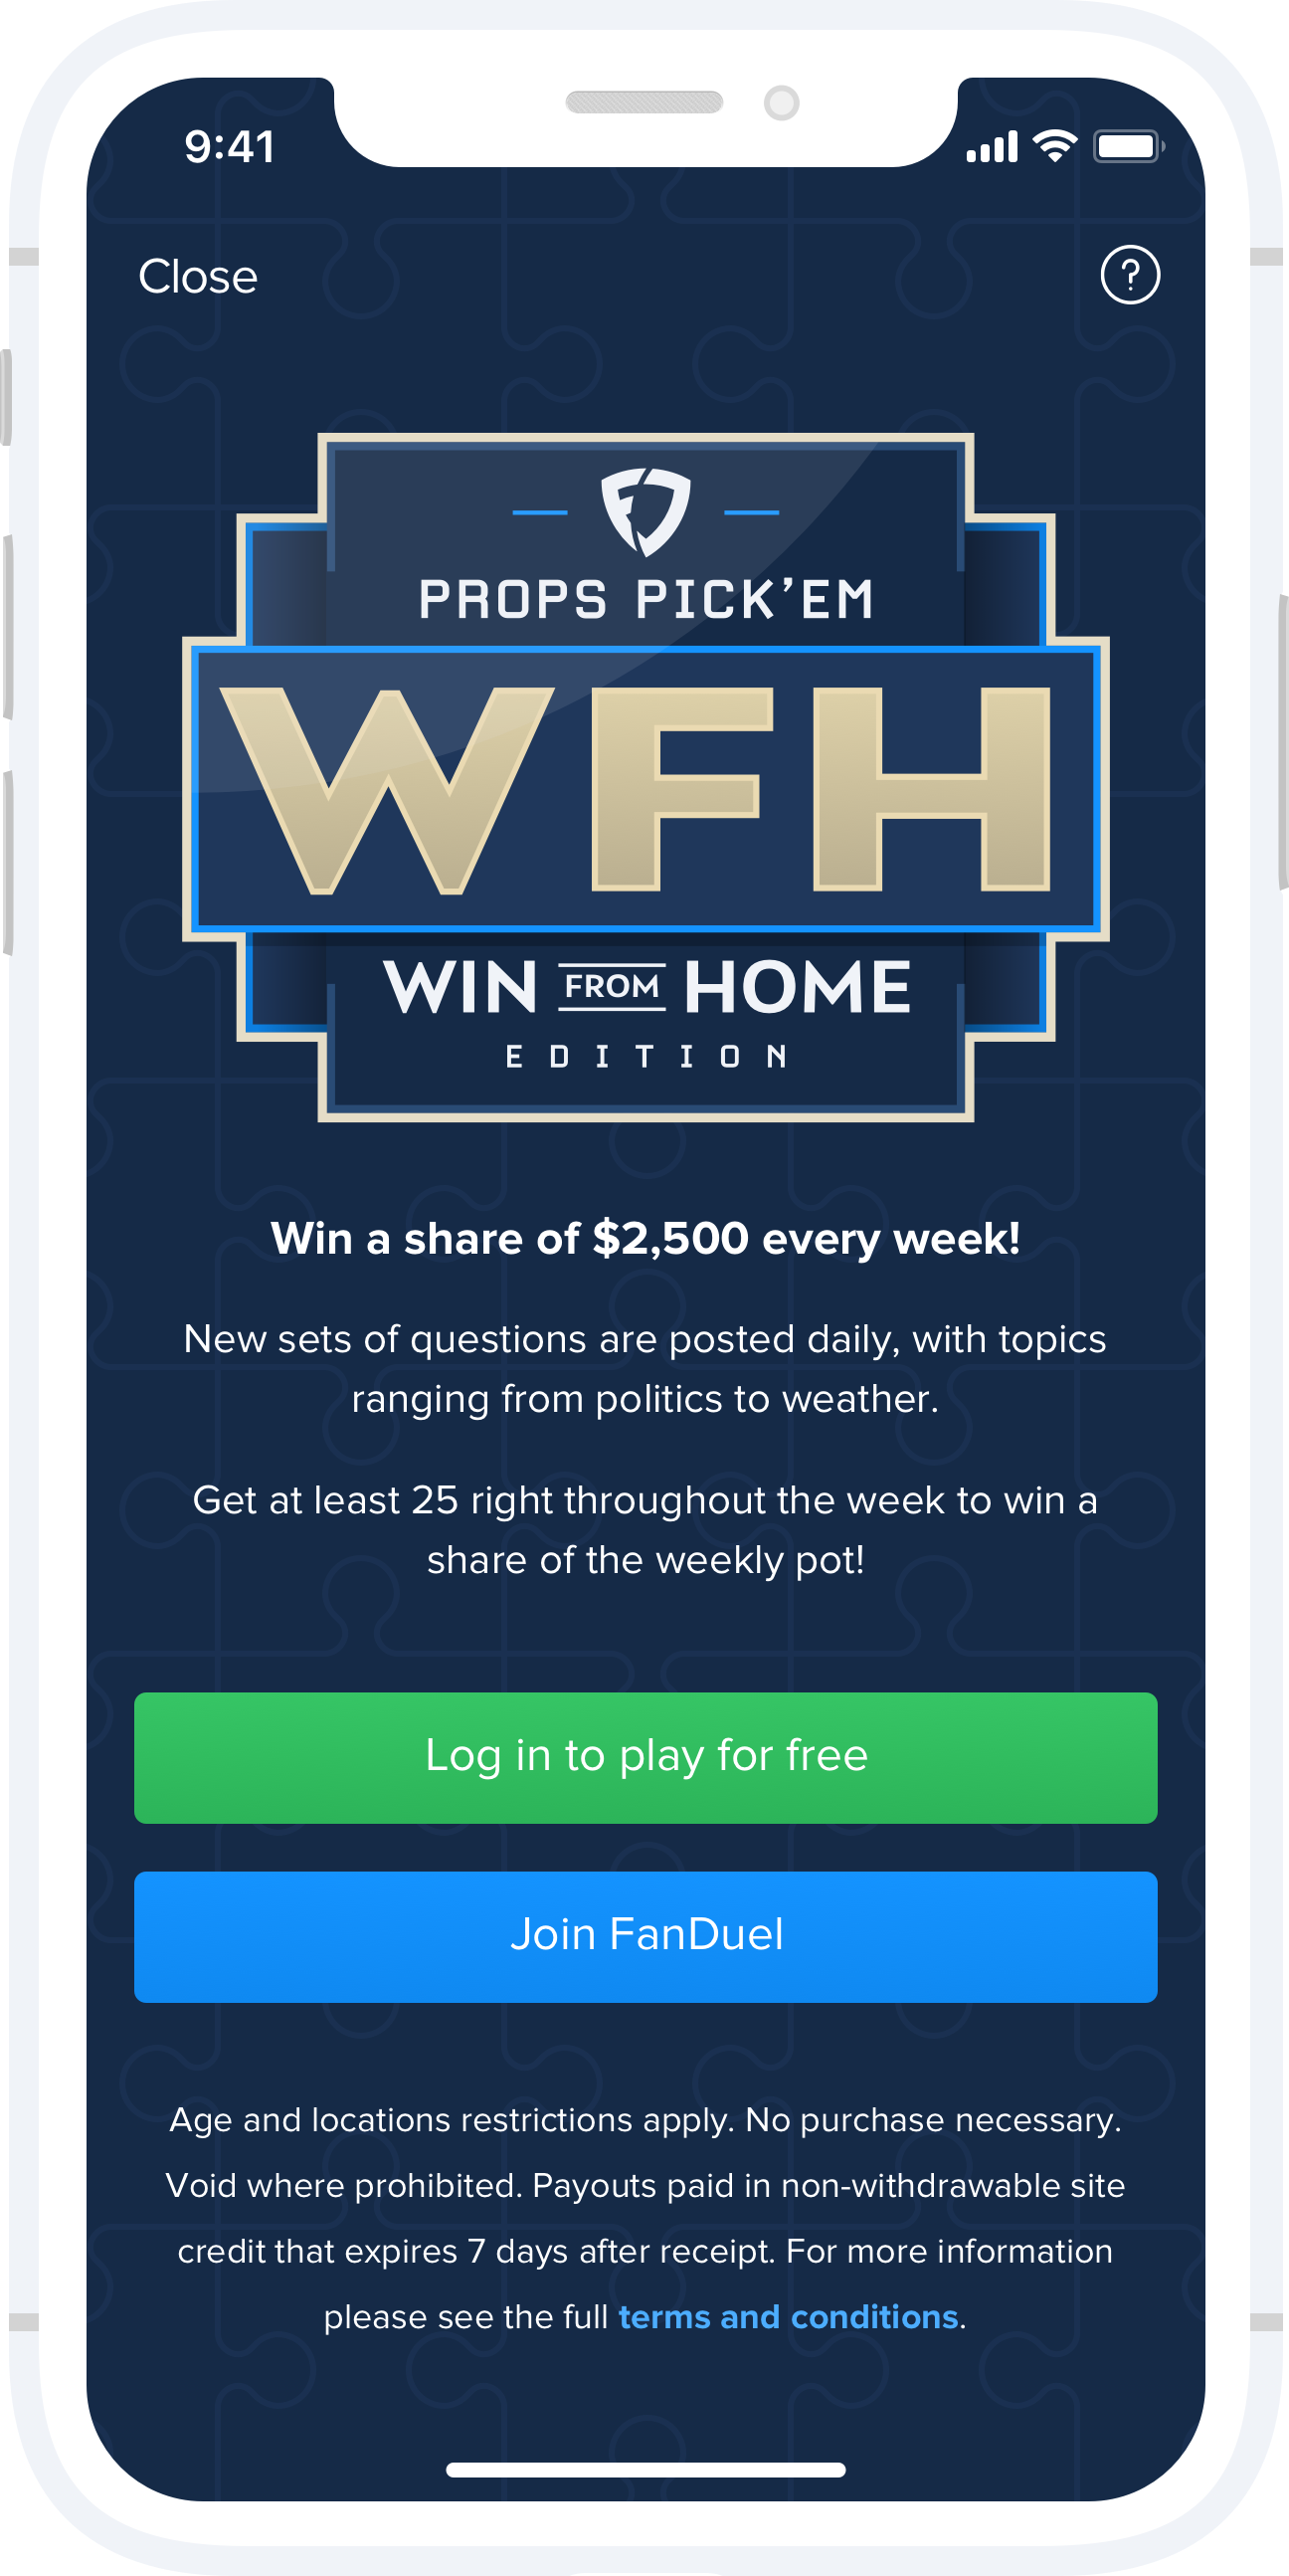 9:41
Close
?
PROPS PICK'EM
WFH
WIN FROM HOME
EDITION
Win a share of $2,500 every week!
New sets of questions are posted daily, with topics
ranging from politics to weather.
Get at least 25 right throughout the week to win a
share of the weekly pot!
Log in to play for free
Join FanDuel
Age and locations restrictions apply. No purchase necessary.
Void where prohibited. Payouts paid in non-withdrawable site
credit that expires 7 days after receipt. For more information
please see the full terms and conditions.